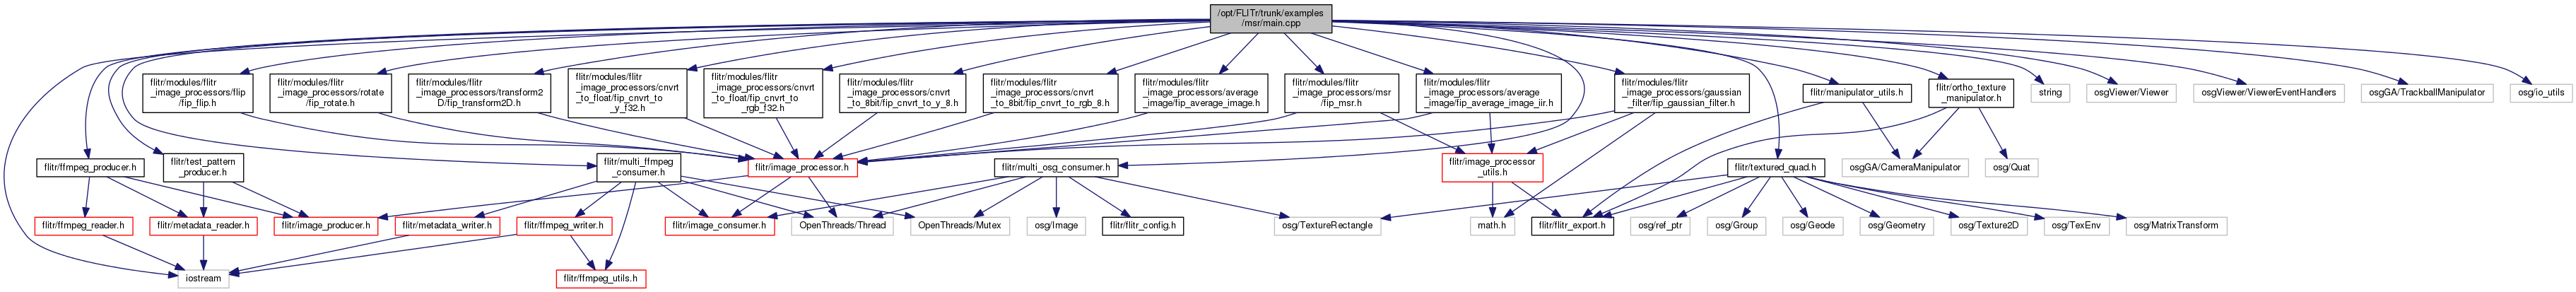 /opt/FLITr/trunk/examples
/msr/main.cpp
flitr/modules/flitr
_image_processors/flip
/fip_flip.h
flitr/modules/flitr
_image_processors/rotate
/fip_rotate.h
flitr/modules/flitr
_image_processors/transform2
D/fip_transform2D.h
flitr/modules/flitr
_image_processors/cnvrt
_to_float/fip_cnvrt_to
_y_f32.h
flitr/modules/flitr
_image_processors/cnvrt
_to_float/fip_cnvrt_to
_rgb_f32.h
flitr/modules/flitr
_image_processors/cnvrt
_to_8bit/fip_cnvrt_to_y_8.h
flitr/modules/flitr
_image_processors/cnvrt
_to_8bit/fip_cnvrt_to_rgb_8.h
flitr/modules/flitr
_image_processors/average
_image/fip_average_image.h
flitr/modules/flitr
_image_processors/msr
/fip_msr.h
flitr/modules/flitr
_image_processors/average
_image/fip_average_image_iir.h
flitr/modules/flitr
_image_processors/gaussian
_filter/fip_gaussian_filter.h
flitr/manipulator_utils.h
flitr/ortho_texture
_manipulator.h
string
osgViewer/Viewer
osgViewer/ViewerEventHandlers
osgGA/TrackballManipulator
osg/io_utils
flitr/ffmpeg_producer.h
flitr/test_pattern
_producer.h
flitr/multi_ffmpeg
_consumer.h
flitr/image_processor.h
flitr/multi_osg_consumer.h
flitr/image_processor
_utils.h
flitr/textured_quad.h
osgGA/CameraManipulator
osg/Quat
flitr/ffmpeg_reader.h
flitr/metadata_reader.h
flitr/image_producer.h
flitr/metadata_writer.h
flitr/ffmpeg_writer.h
flitr/image_consumer.h
OpenThreads/Thread
OpenThreads/Mutex
osg/Image
flitr/flitr_config.h
osg/TextureRectangle
math.h
flitr/flitr_export.h
osg/ref_ptr
osg/Group
osg/Geode
osg/Geometry
osg/Texture2D
osg/TexEnv
osg/MatrixTransform
iostream
flitr/ffmpeg_utils.h